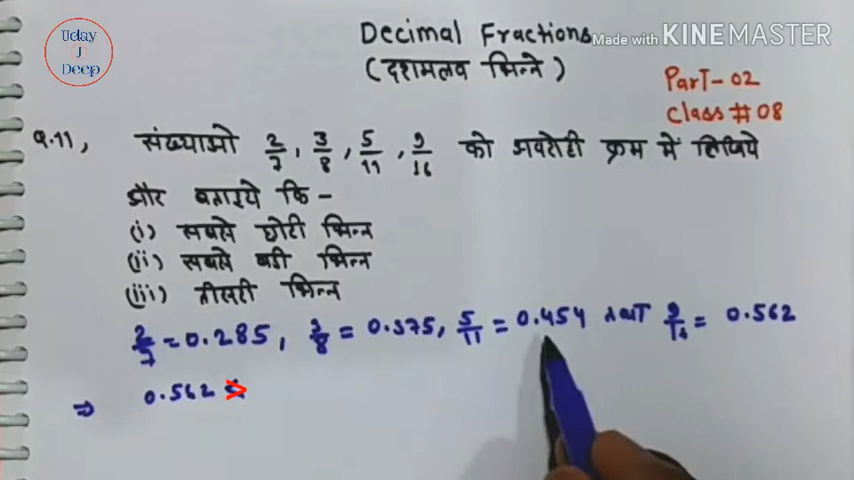 Uday
J
Deep
Decimal Fractions
Made with KINEMASTER
(दशमलव भिन्ने)
Part-02
Class # 08
Q.11, संख्याओ 2/7, 3/8, 5/11, 9/16 को अवरोही क्रम में लिखिये
और बताइये कि -
(i) सबसे छोटी भिन्न
(ii) सबसे बडी भिन्न
(iii) तीसरी भिन्न
2/7 = 0.285, 3/8 = 0.375, 5/11 = 0.454 तथा 9/16 = 0.562
⇒ 0.562 >